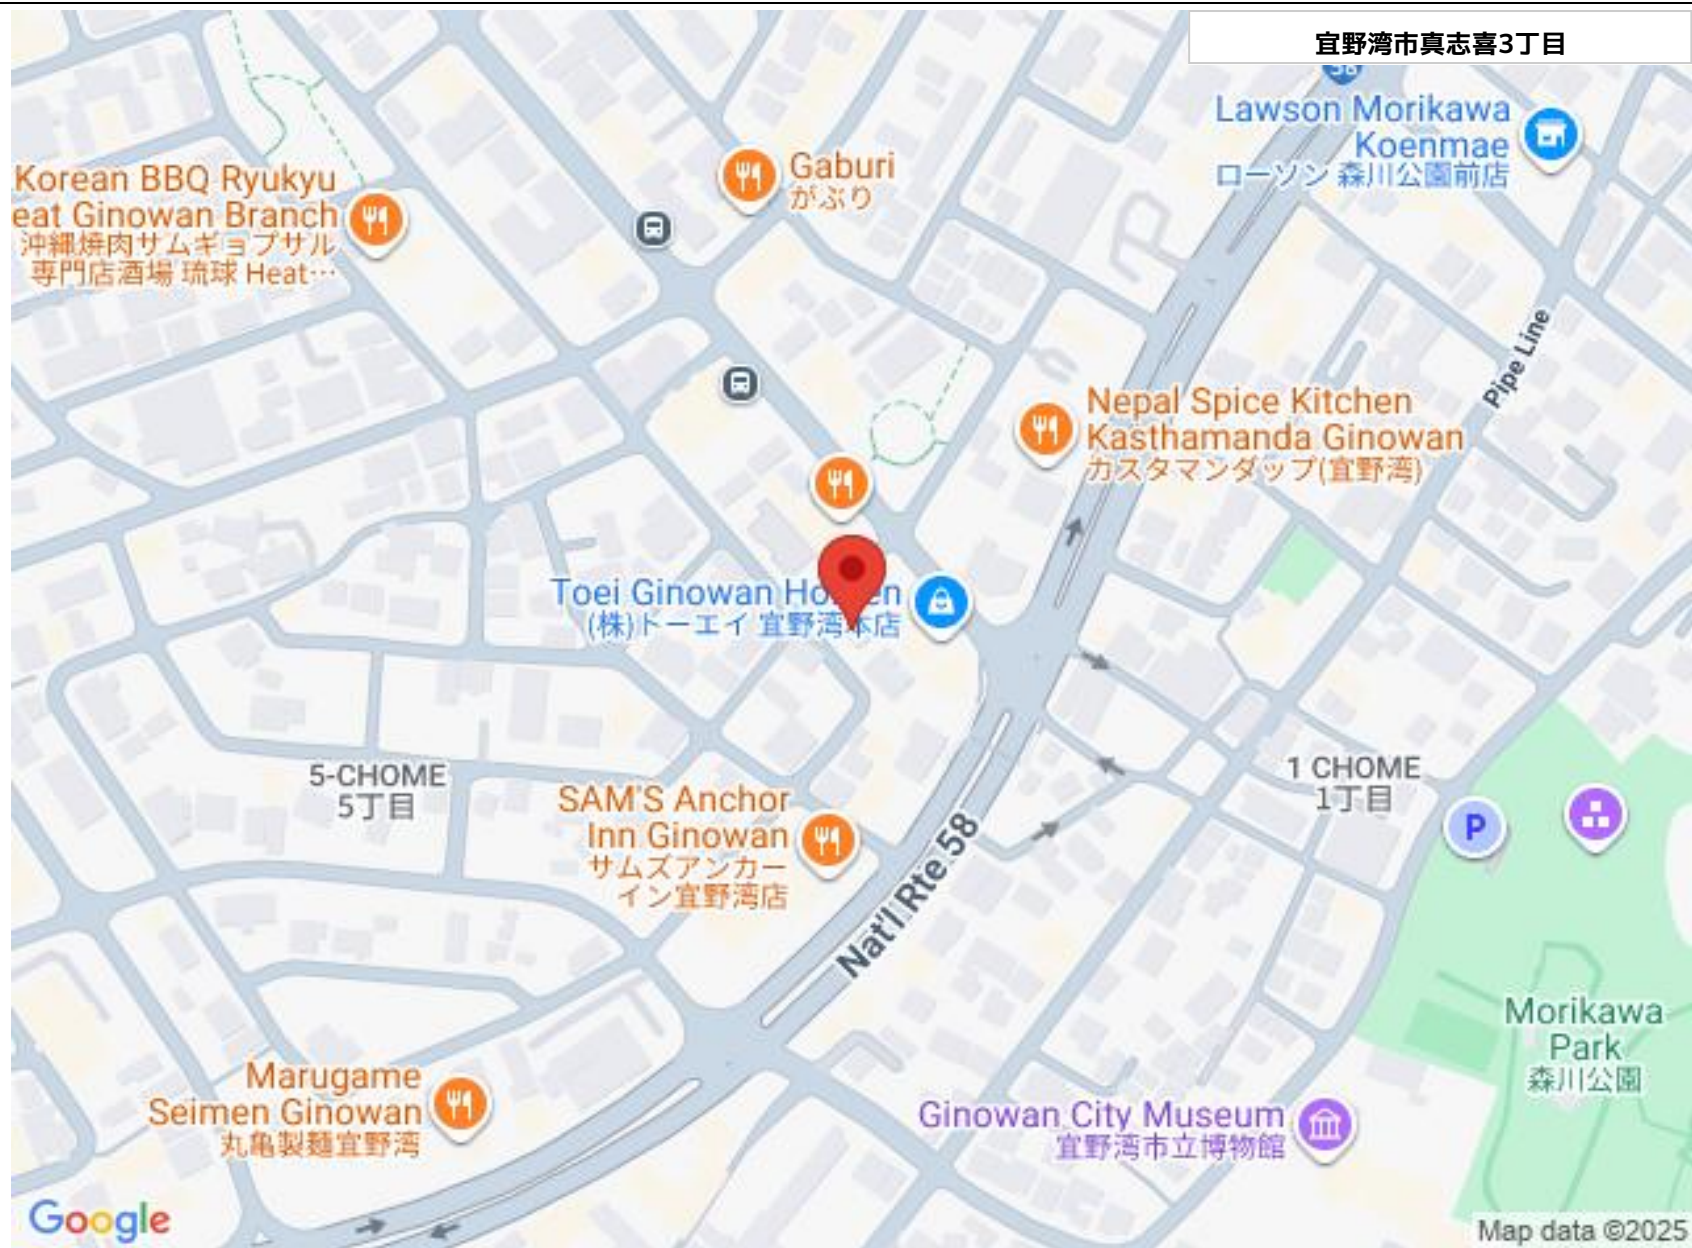 宜野湾市真志喜3丁目
58
Lawson Morikawa
Koenmae
ローソン 森川公園前店
Gaburi
がぶり
Korean BBQ Ryukyu
eat Ginowan Branch
沖縄焼肉サムギョプサル
専門店酒場 琉球 Heat…
Pipe Line
Nepal Spice Kitchen
Kasthamanda Ginowan
カスタマンダップ(宜野湾)
Toei Ginowan Ho en
(株)トーエイ 宜野湾本店
5-CHOME
5丁目
1 CHOME
1丁目
SAM'S Anchor
Inn Ginowan
サムズアンカー
イン宜野湾店
P
Nat'l Rte 58
Morikawa
Park
森川公園
Marugame
Seimen Ginowan
丸亀製麺宜野湾
Ginowan City Museum
宜野湾市立博物館
Google
Map data ©2025